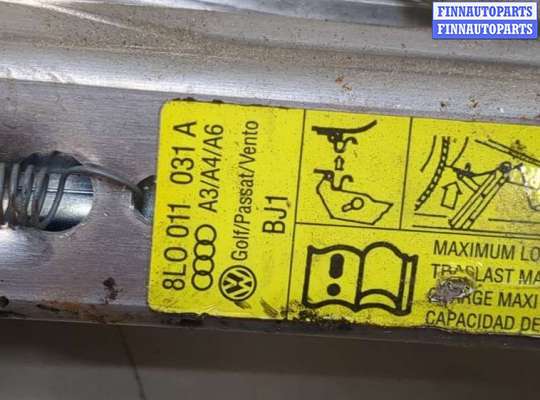 FINNAUTOPARTS
FINNAUTOPARTS
8L0 011 031 A
A3/A4/A6
Golf/Passat/Vento
BJ1
MAXIMUM LO
TRAGLAST MA
CHARGE MAXI
CAPACIDAD DE